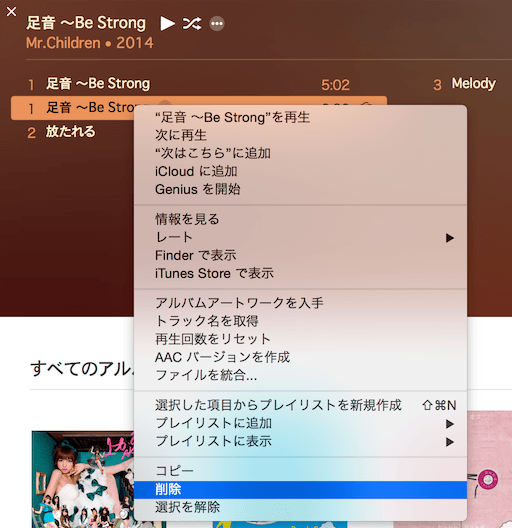 足音 〜Be Strong
Mr.Children • 2014
1 足音 〜Be Strong 5:02
3 Melody
1 足音 〜Be Strong
2 放たれる
“足音 〜Be Strong”を再生
次に再生
“次はこちら”に追加
iCloud に追加
Genius を開始
情報を見る
レート
Finder で表示
iTunes Store で表示
アルバムアートワークを入手
トラック名を取得
再生回数をリセット
AAC バージョンを作成
ファイルを統合...
すべてのアル
選択した項目からプレイリストを新規作成 ⇧⌘N
プレイリストに追加
プレイリストに表示
コピー
削除
選択を解除